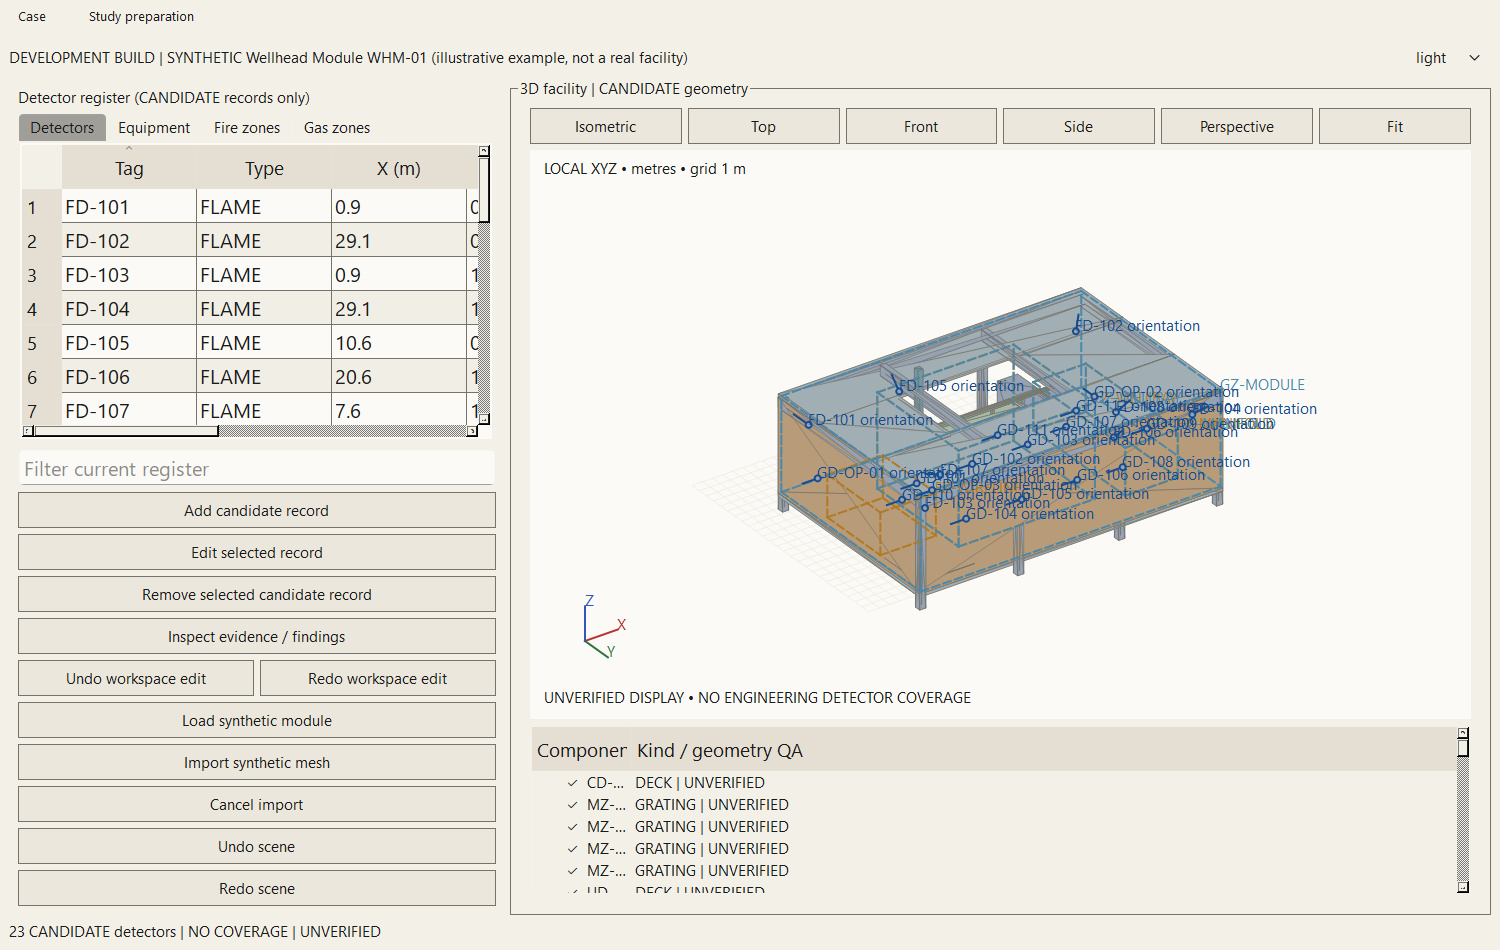 Case Study preparation
DEVELOPMENT BUILD | SYNTHETIC Wellhead Module WHM-01 (illustrative example, not a real facility)
light
Detector register (CANDIDATE records only)
Detectors Equipment Fire zones Gas zones
Tag Type X (m)
1 FD-101 FLAME 0.9
2 FD-102 FLAME 29.1
3 FD-103 FLAME 0.9
4 FD-104 FLAME 29.1
5 FD-105 FLAME 10.6
6 FD-106 FLAME 20.6
7 FD-107 FLAME 7.6
Filter current register
Add candidate record
Edit selected record
Remove selected candidate record
Inspect evidence / findings
Undo workspace edit Redo workspace edit
Load synthetic module
Import synthetic mesh
Cancel import
Undo scene
Redo scene
3D facility | CANDIDATE geometry
Isometric Top Front Side Perspective Fit
LOCAL XYZ • metres • grid 1 m
FD-102 orientation
FD-105 orientation
GZ-MODULE
GD-OP-02 orientation
FD-101 orientation
GD-103 orientation
GD-102 orientation
GD-108 orientation
GD-OP-01
GD-106 orientation
GD-105 orientation
FD-103 orientation
GD-104 orientation
Z
X
Y
UNVERIFIED DISPLAY • NO ENGINEERING DETECTOR COVERAGE
Componer Kind / geometry QA
CD-... DECK | UNVERIFIED
MZ-... GRATING | UNVERIFIED
MZ-... GRATING | UNVERIFIED
MZ-... GRATING | UNVERIFIED
MZ-... GRATING | UNVERIFIED
DECK | UNVERIFIED
23 CANDIDATE detectors | NO COVERAGE | UNVERIFIED